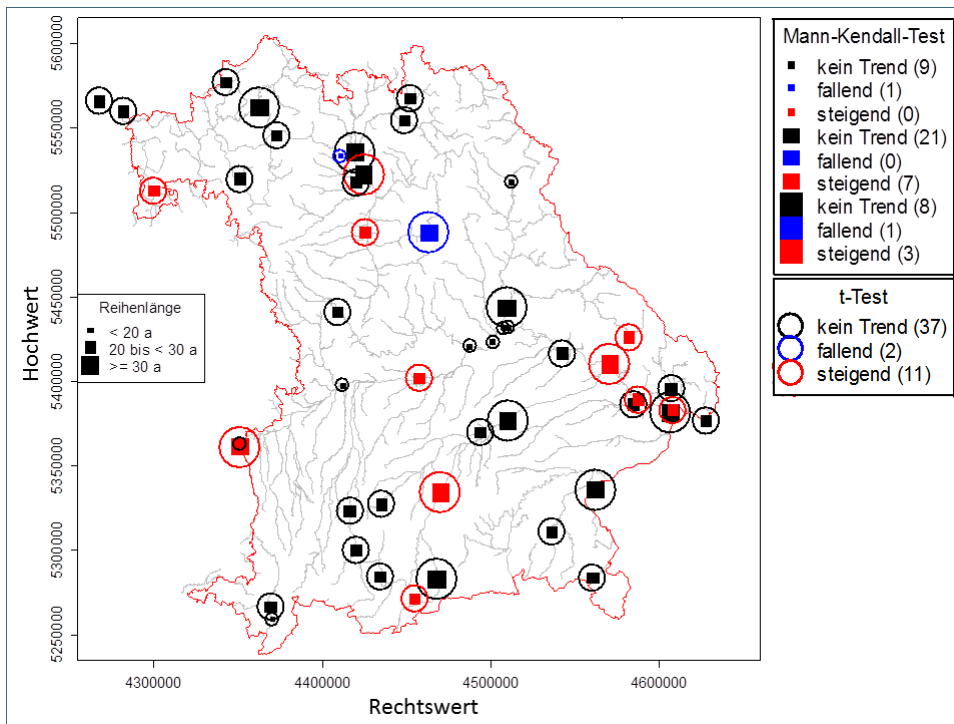 Mann-Kendall-Test
kein Trend (9)
fallend (1)
steigend (0)
kein Trend (21)
fallend (0)
steigend (7)
kein Trend (8)
fallend (1)
steigend (3)
t-Test
kein Trend (37)
fallend (2)
steigend (11)
Reihenlänge
< 20 a
20 bis < 30 a
>= 30 a
Hochwert
5600000
5550000
5500000
5450000
5400000
5350000
5300000
5250000
4300000
4400000
4500000
4600000
Rechtswert